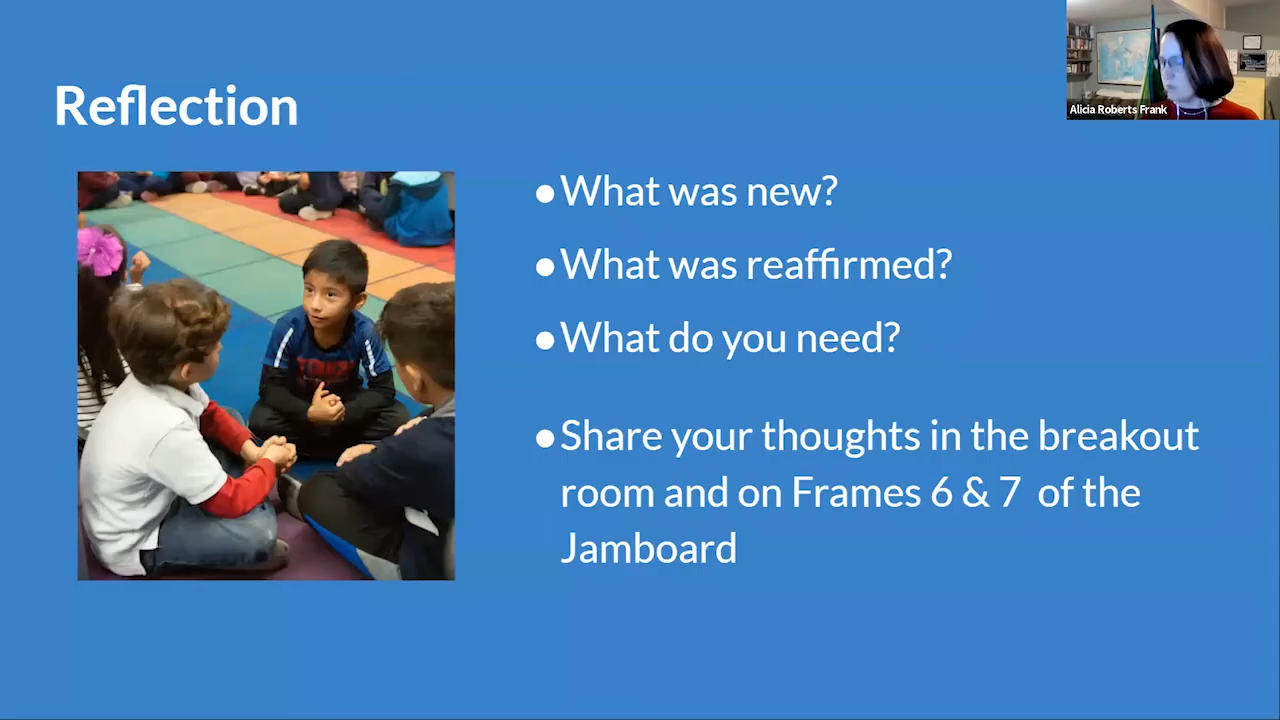 Reflection
Alicia Roberts Frank
●What was new?
●What was reaffirmed?
●What do you need?
●Share your thoughts in the breakout
room and on Frames 6 & 7 of the
Jamboard